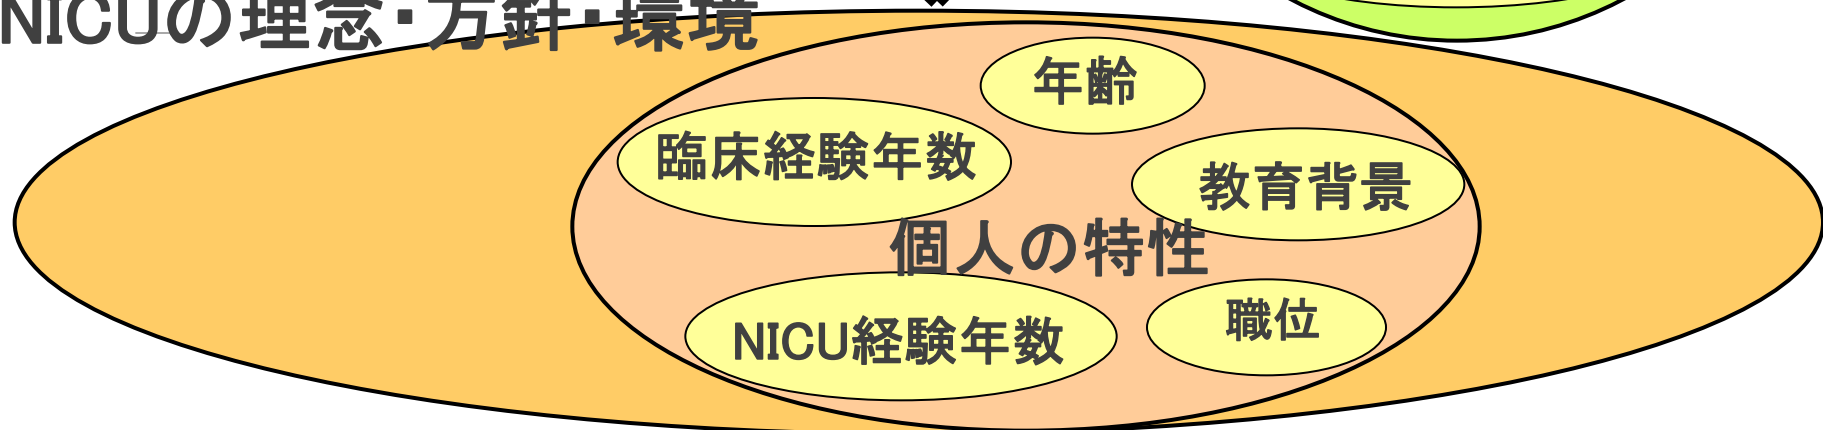 NICUの理念・方針・環境
年齢
臨床経験年数
教育背景
個人の特性
NICU経験年数
職位